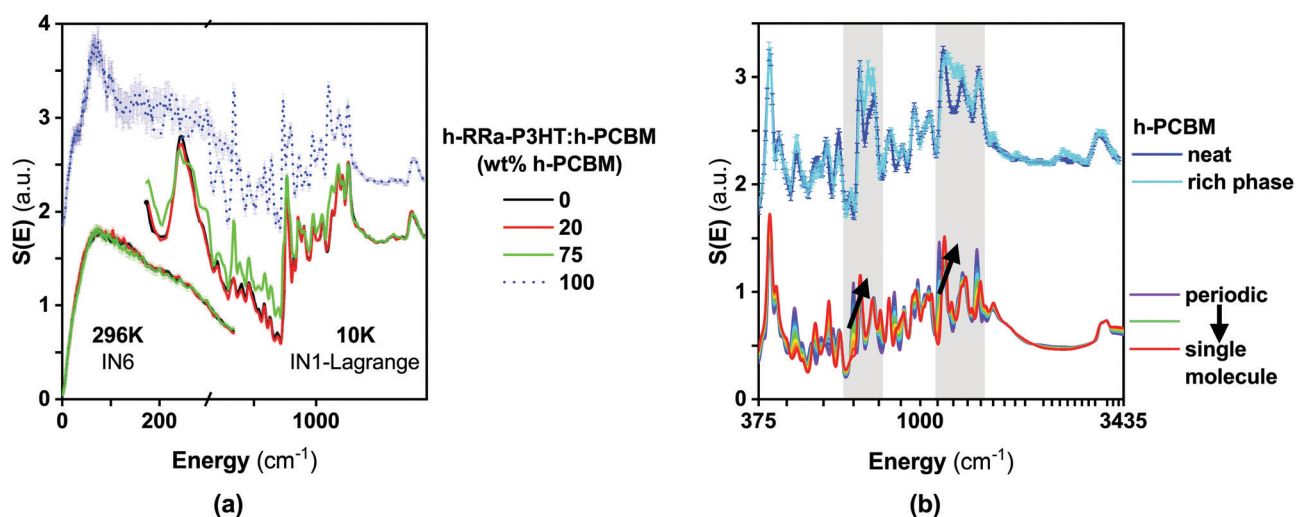 4
3
2
1
0
S(E) (a.u.)
296K
IN6
10K
IN1-Lagrange
0
200
1000
Energy (cm-1)
(a)
h-RRa-P3HT:h-PCBM
(wt% h-PCBM)
0
20
75
100
3
2
1
0
S(E) (a.u.)
375
1000
3435
Energy (cm-1)
(b)
h-PCBM
neat
rich phase
periodic
single
molecule